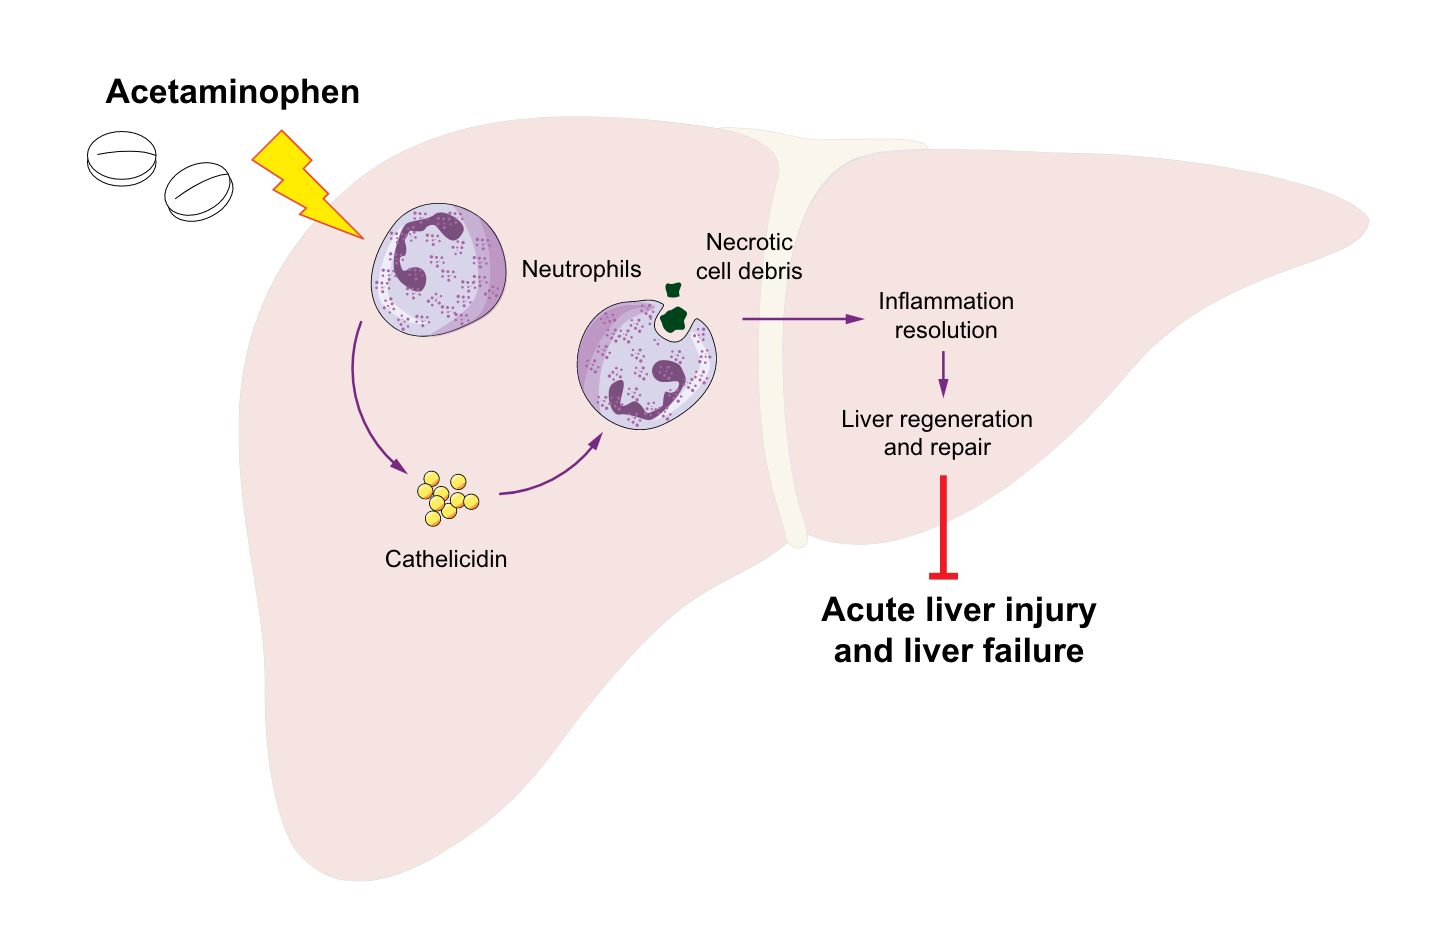 Acetaminophen
Neutrophils
Necrotic
cell debris
Inflammation
resolution
Liver regeneration
and repair
Cathelicidin
Acute liver injury
and liver failure